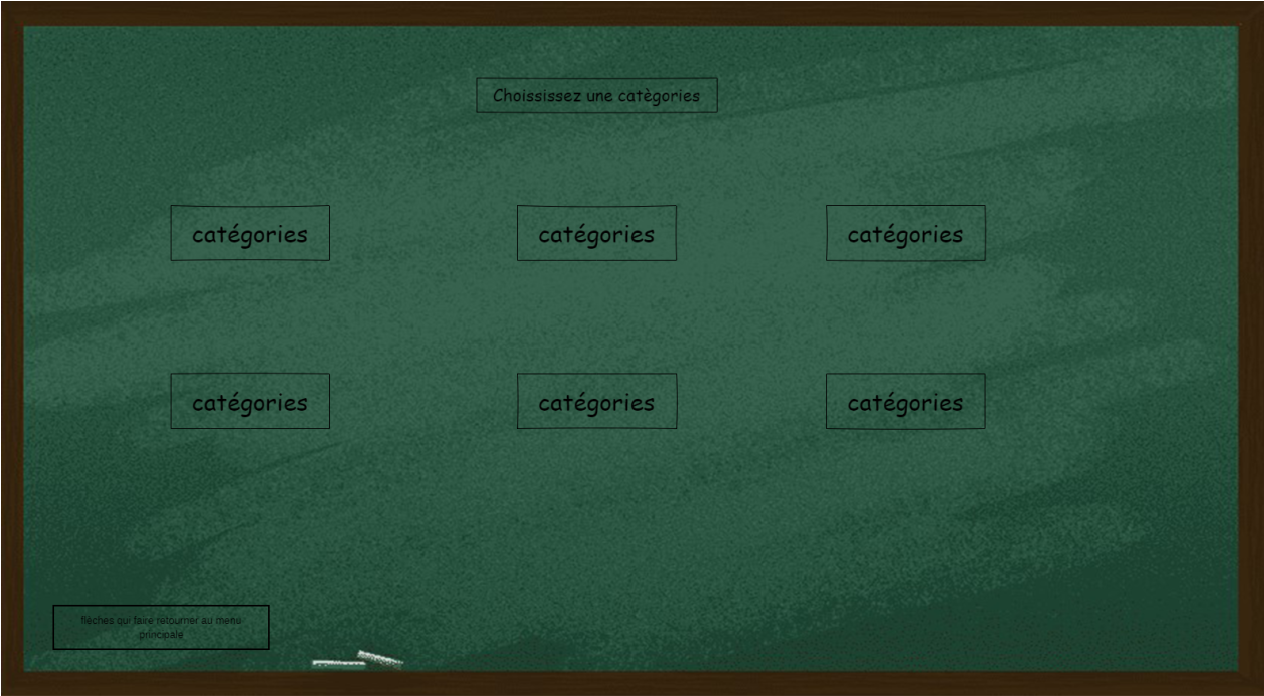 Choississez une catègories
catégories
catégories
catégories
catégories
catégories
catégories
flèches qui faire retourner au menu
principale